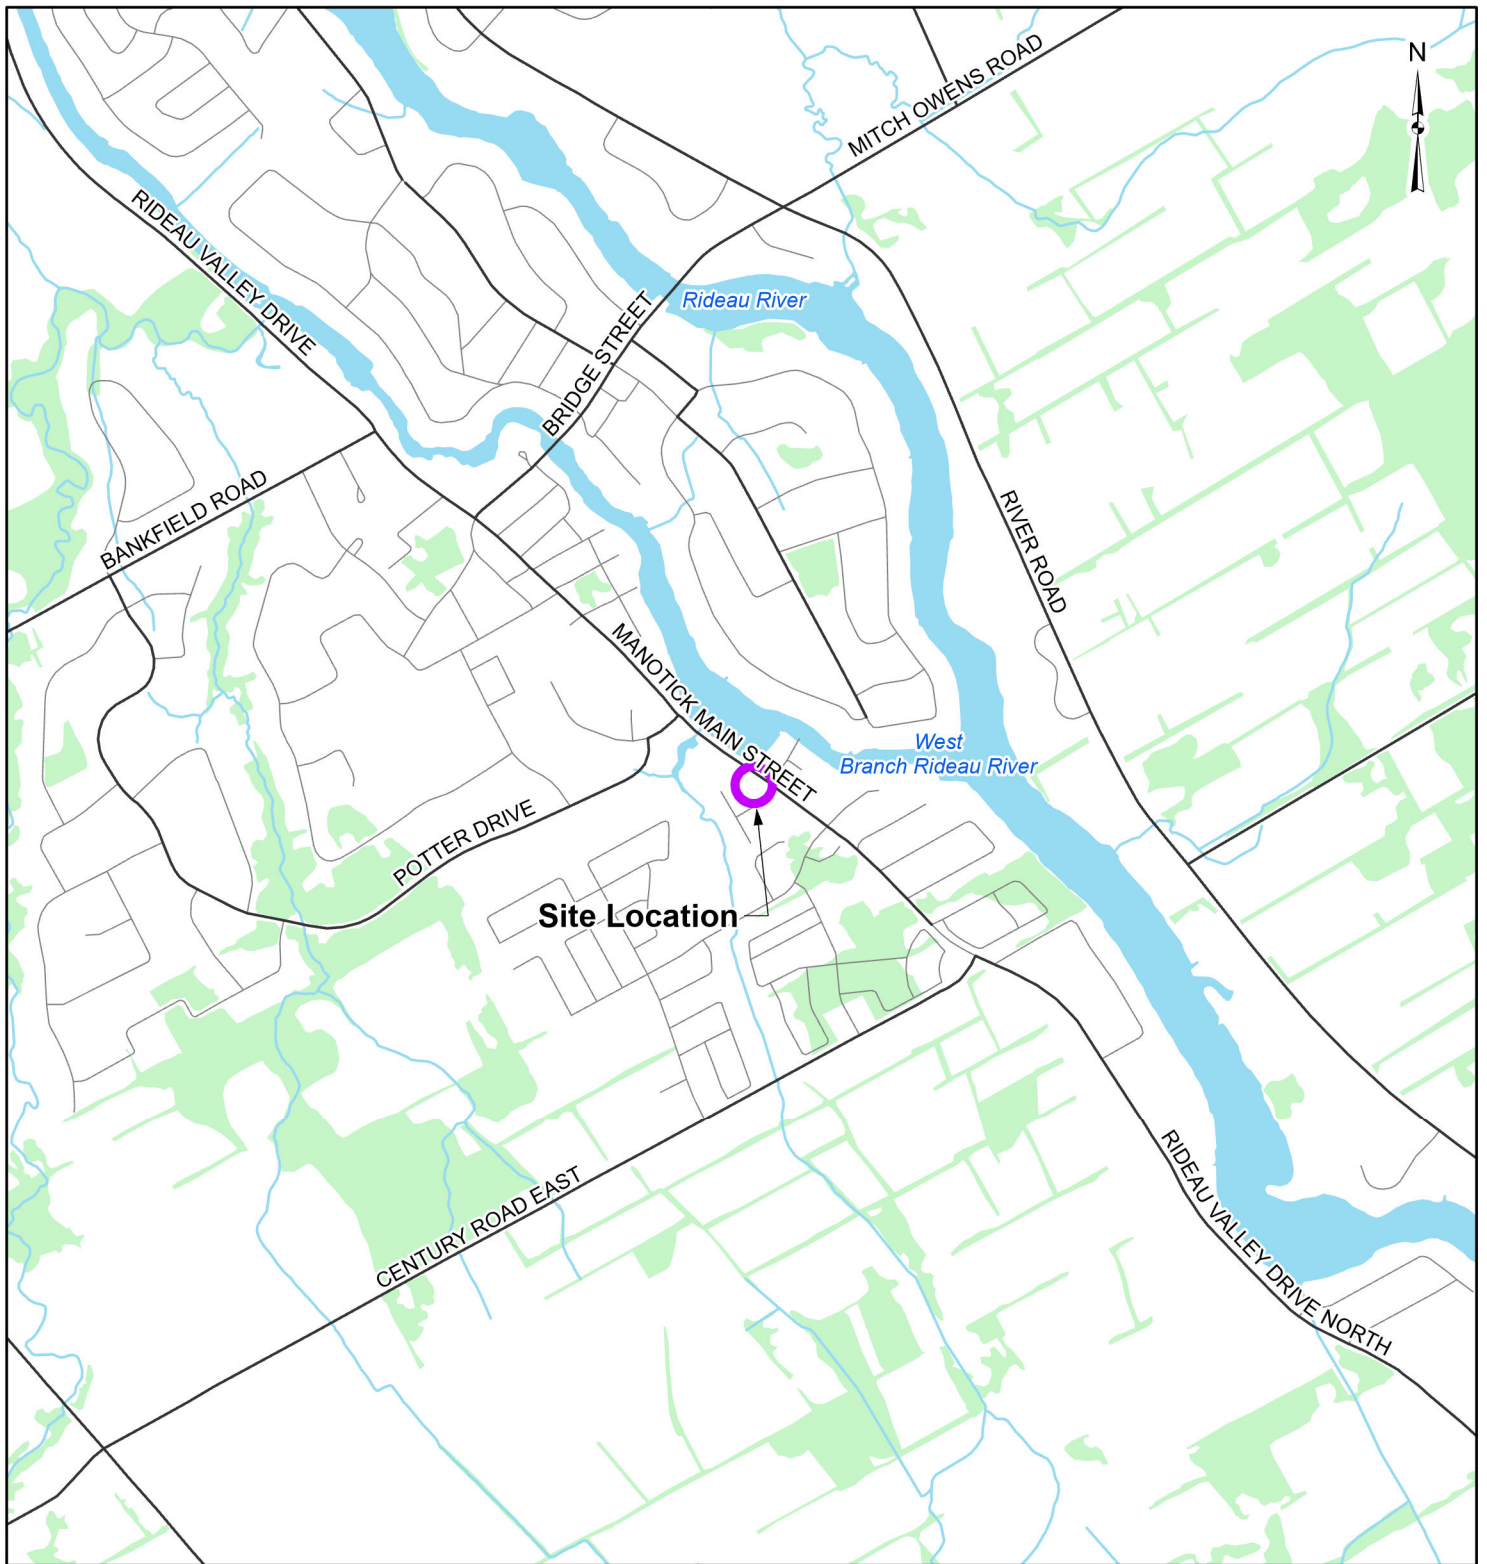 N
MITCH OWENS ROAD
RIDEAU VALLEY DRIVE
Rideau River
BRIDGE STREET
BANKFIELD ROAD
RIVER ROAD
MANOTICK MAIN STREET
West
Branch Rideau River
POTTER DRIVE
Site Location
CENTURY ROAD EAST
RIDEAU VALLEY DRIVE NORTH